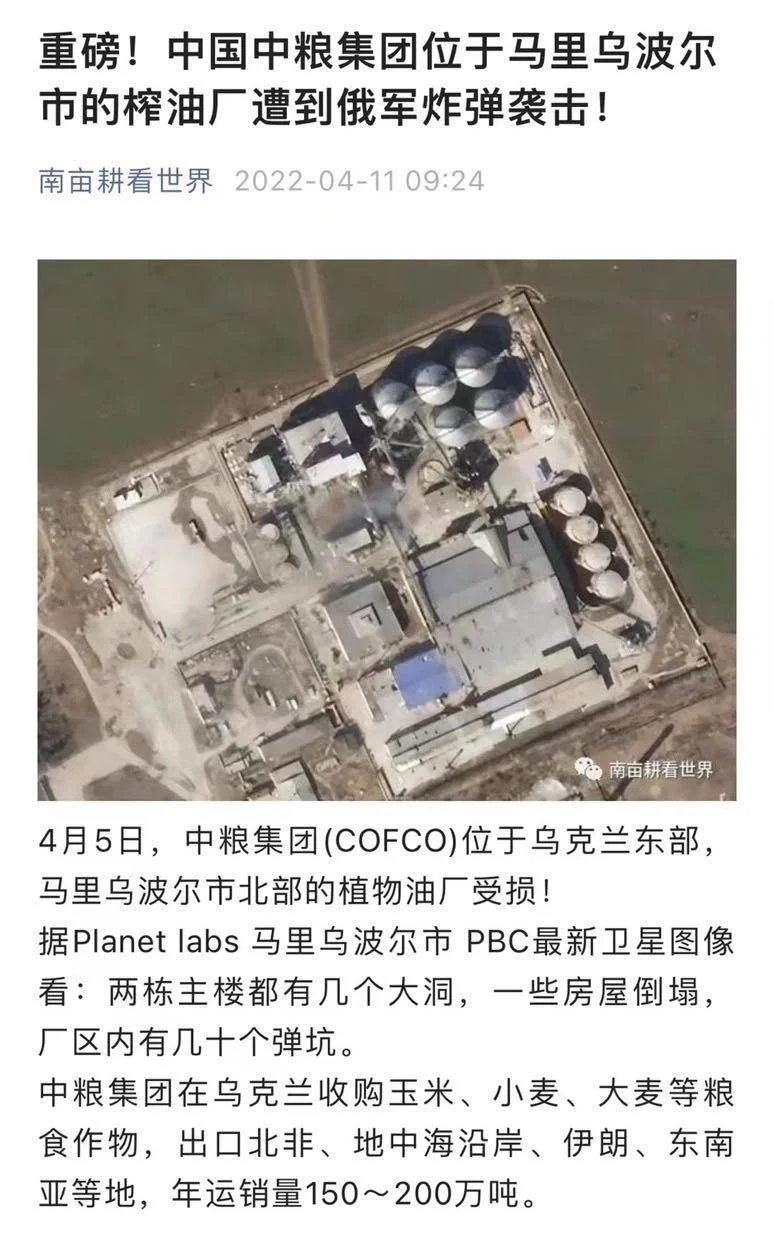 重磅！中国中粮集团位于马里乌波尔
市的榨油厂遭到俄军炸弹袭击！
南亩耕看世界 2022-04-11 09:24
南亩耕看世界
4月5日，中粮集团(COFCO)位于乌克兰东部，
马里乌波尔市北部的植物油厂受损！
据Planet labs 马里乌波尔市 PBC最新卫星图像
看：两栋主楼都有几个大洞，一些房屋倒塌，
厂区内有几十个弹坑。
中粮集团在乌克兰收购玉米、小麦、大麦等粮
食作物，出口北非、地中海沿岸、伊朗、东南
亚等地，年运销量150～200万吨。